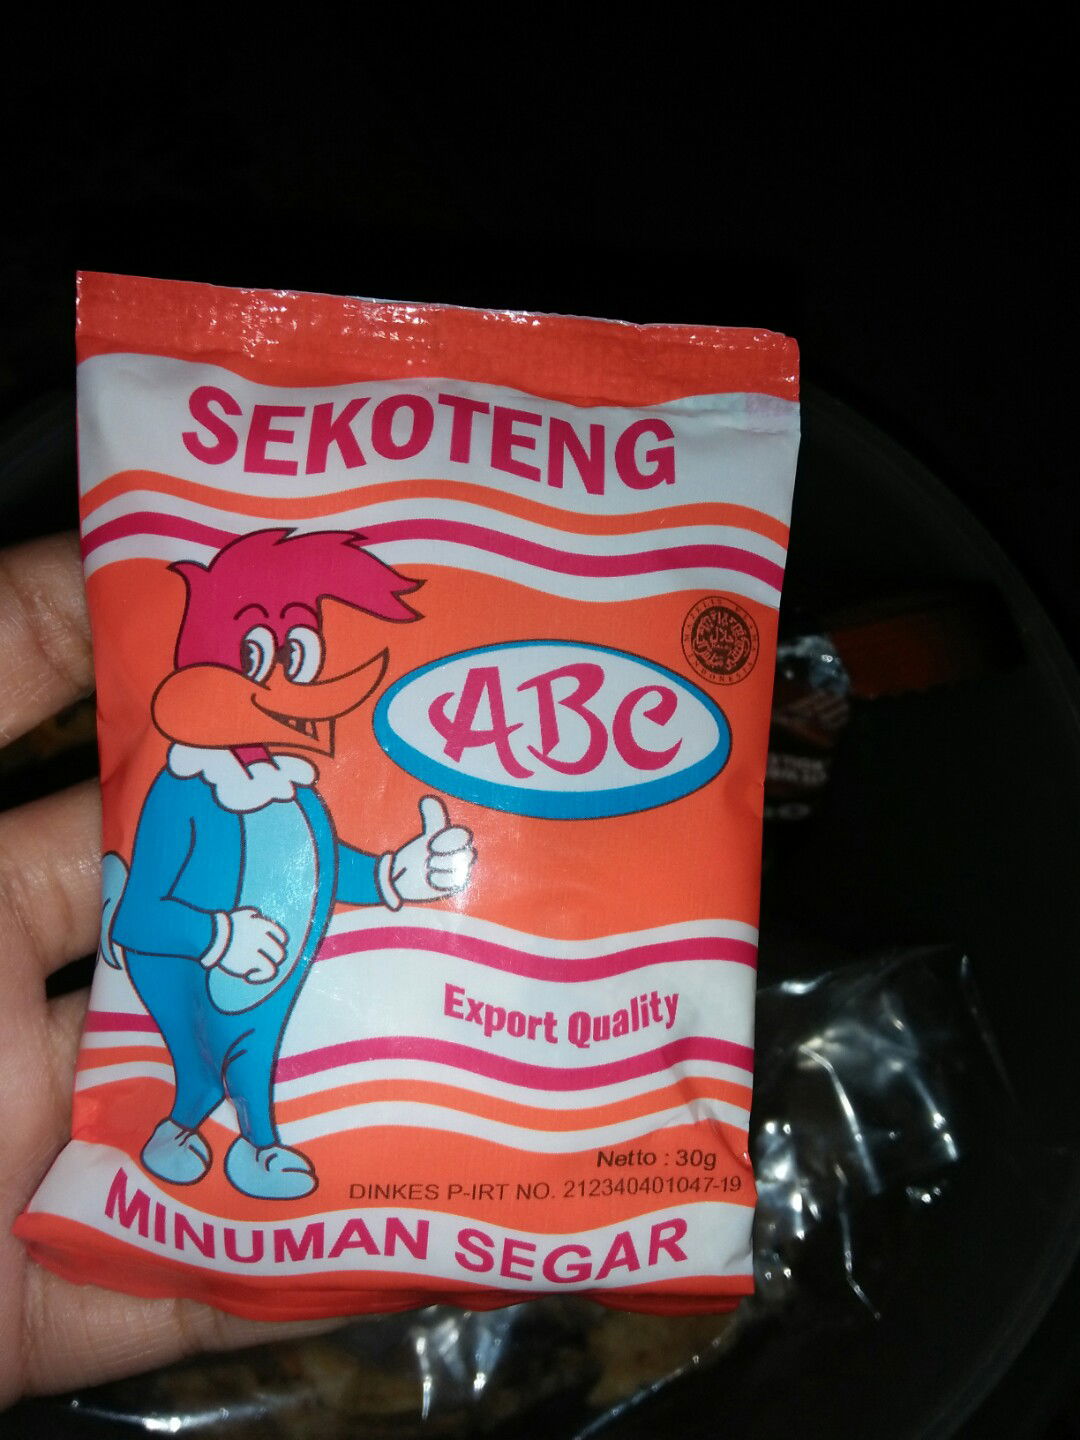 SEKOTENG
ABC
Export Quality
Netto : 30g
DINKES P-IRT NO. 212340401047-19
MINUMAN SEGAR